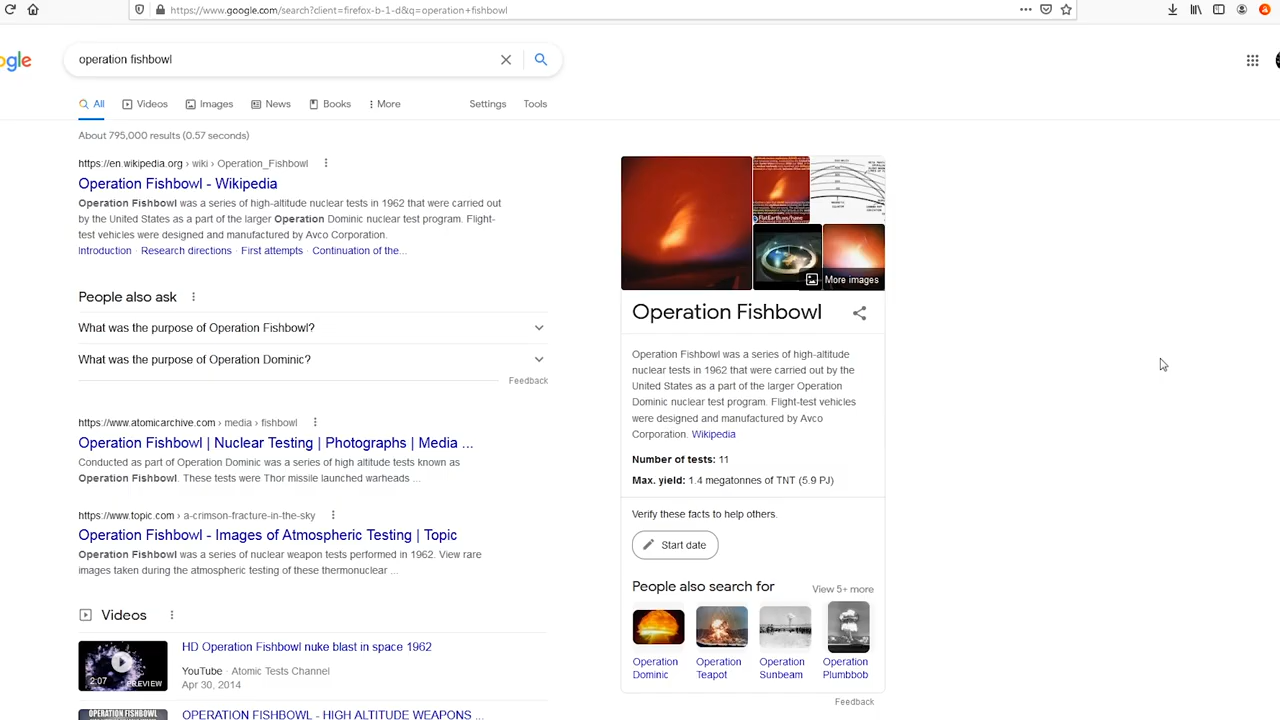 https://www.google.com/search?client=firefox-b-1-d&q=operation+fishbowl
ogle
operation fishbowl
All
Videos
Images
News
Books
More
Settings
Tools
About 795,000 results (0.57 seconds)
https://en.wikipedia.org › wiki › Operation_Fishbowl
Operation Fishbowl - Wikipedia
Operation Fishbowl was a series of high-altitude nuclear tests in 1962 that were carried out
by the United States as a part of the larger Operation Dominic nuclear test program. Flight-
test vehicles were designed and manufactured by Avco Corporation.
Introduction · Research directions · First attempts · Continuation of the...
People also ask
What was the purpose of Operation Fishbowl?
What was the purpose of Operation Dominic?
Feedback
https://www.atomicarchive.com › media › fishbowl
Operation Fishbowl | Nuclear Testing | Photographs | Media ...
Conducted as part of Operation Dominic was a series of high altitude tests known as
Operation Fishbowl. These tests were Thor missile launched warheads ...
https://www.topic.com › a-crimson-fracture-in-the-sky
Operation Fishbowl - Images of Atmospheric Testing | Topic
Operation Fishbowl was a series of nuclear weapon tests performed in 1962. View rare
images taken during the atmospheric testing of these thermonuclear ...
Videos
HD Operation Fishbowl nuke blast in space 1962
YouTube · Atomic Tests Channel
Apr 30, 2014
2:07
PREVIEW
OPERATION FISHBOWL
OPERATION FISHBOWL - HIGH ALTITUDE WEAPONS ...
More images
Operation Fishbowl
Operation Fishbowl was a series of high-altitude
nuclear tests in 1962 that were carried out by the
United States as a part of the larger Operation
Dominic nuclear test program. Flight-test vehicles
were designed and manufactured by Avco
Corporation. Wikipedia
Number of tests: 11
Max. yield: 1.4 megatonnes of TNT (5.9 PJ)
Verify these facts to help others.
Start date
People also search for
View 5+ more
Operation
Dominic
Operation
Teapot
Operation
Sunbeam
Operation
Plumbbob
Feedback